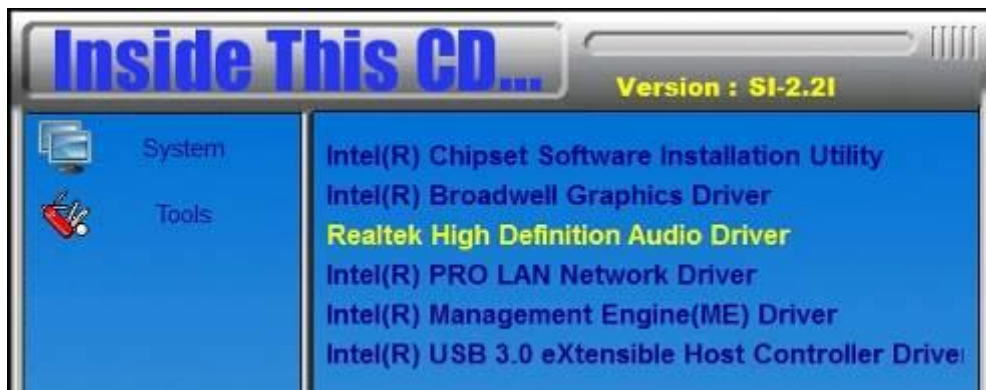 Inside This CD...
Version : SI-2.2I
System
Tools
Intel(R) Chipset Software Installation Utility
Intel(R) Broadwell Graphics Driver
Realtek High Definition Audio Driver
Intel(R) PRO LAN Network Driver
Intel(R) Management Engine(ME) Driver
Intel(R) USB 3.0 eXtensible Host Controller Drive